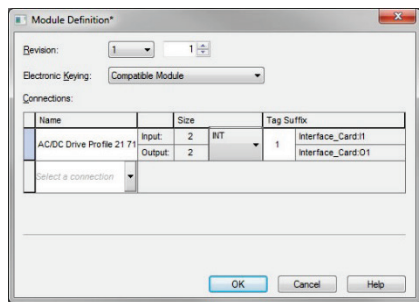 Module Definition*
Revision: 1 1
Electronic Keying: Compatible Module
Connections:
Name Size Tag Suffix
AC/DC Drive Profile 21 71 Input: 2 INT 1 Interface_Card:I1
Output: 2 Interface_Card:O1
Select a connection
OK Cancel Help